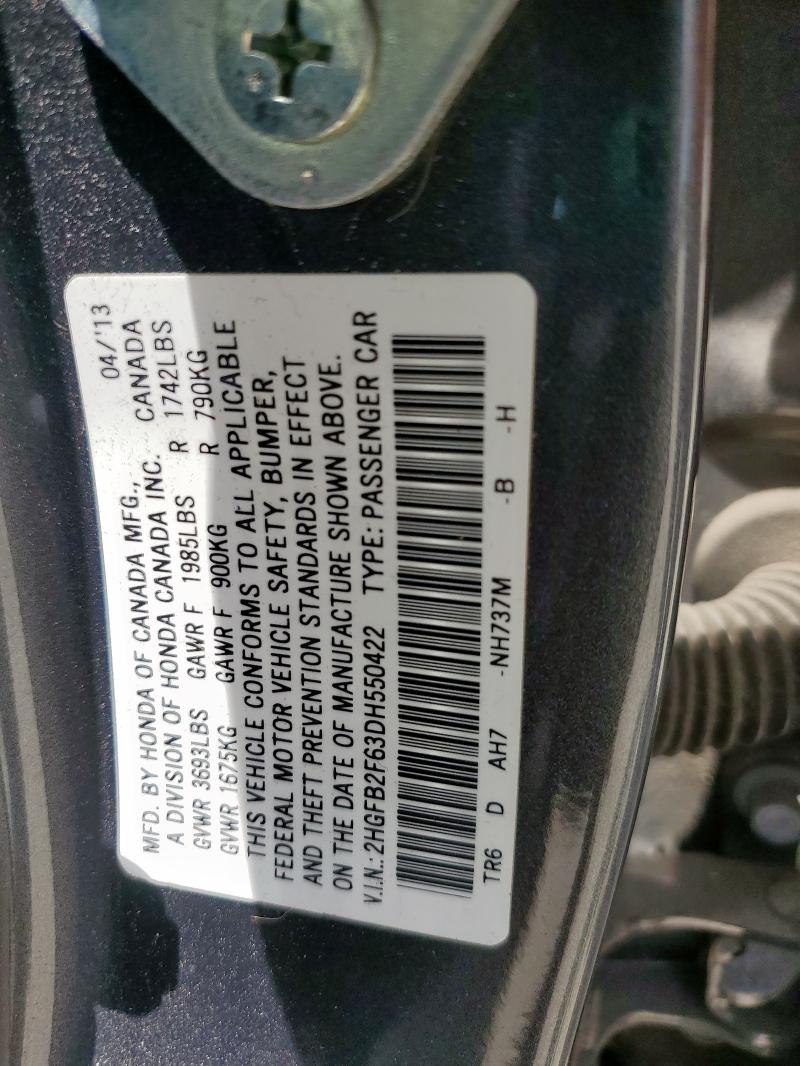 MFD. BY HONDA OF CANADA MFG., 04/'13
A DIVISION OF HONDA CANADA INC. CANADA
GVWR 3693LBS GAWR F 1985LBS R 1742LBS
GVWR 1675KG GAWR F 900KG R 790KG
THIS VEHICLE CONFORMS TO ALL APPLICABLE
FEDERAL MOTOR VEHICLE SAFETY, BUMPER,
AND THEFT PREVENTION STANDARDS IN EFFECT
ON THE DATE OF MANUFACTURE SHOWN ABOVE.
V.I.N.: 2HGFB2F63DH550422 TYPE: PASSENGER CAR
TR6 D AH7 -NH737M -B -H